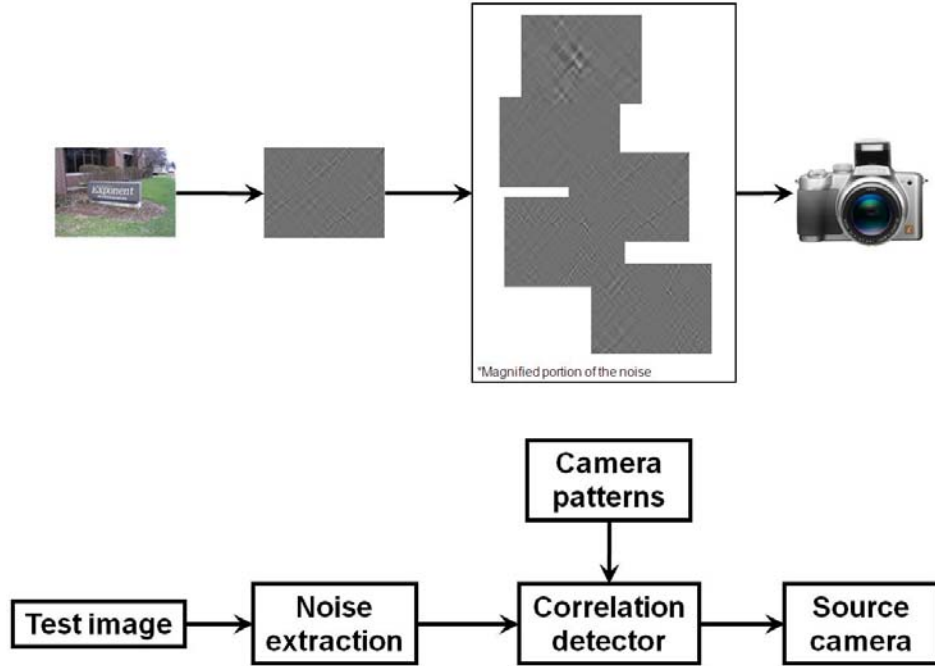 Exponent
*Magnified portion of the noise
Camera
patterns
Test image
Noise
extraction
Correlation
detector
Source
camera